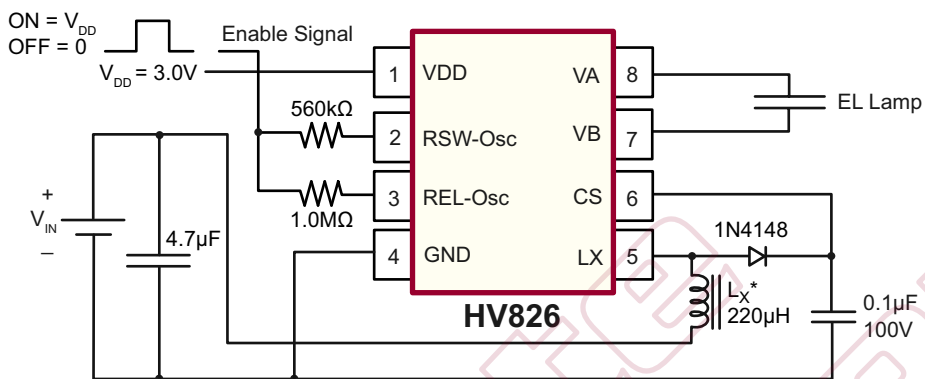 ON = VDD
OFF = 0
Enable Signal
VDD = 3.0V
1 VDD
VA 8
560kΩ
EL Lamp
2 RSW-Osc
VB 7
3 REL-Osc
CS 6
1.0MΩ
+
VIN
–
4.7µF
4 GND
LX 5
1N4148
HV826
LX*
220µH
0.1µF
100V